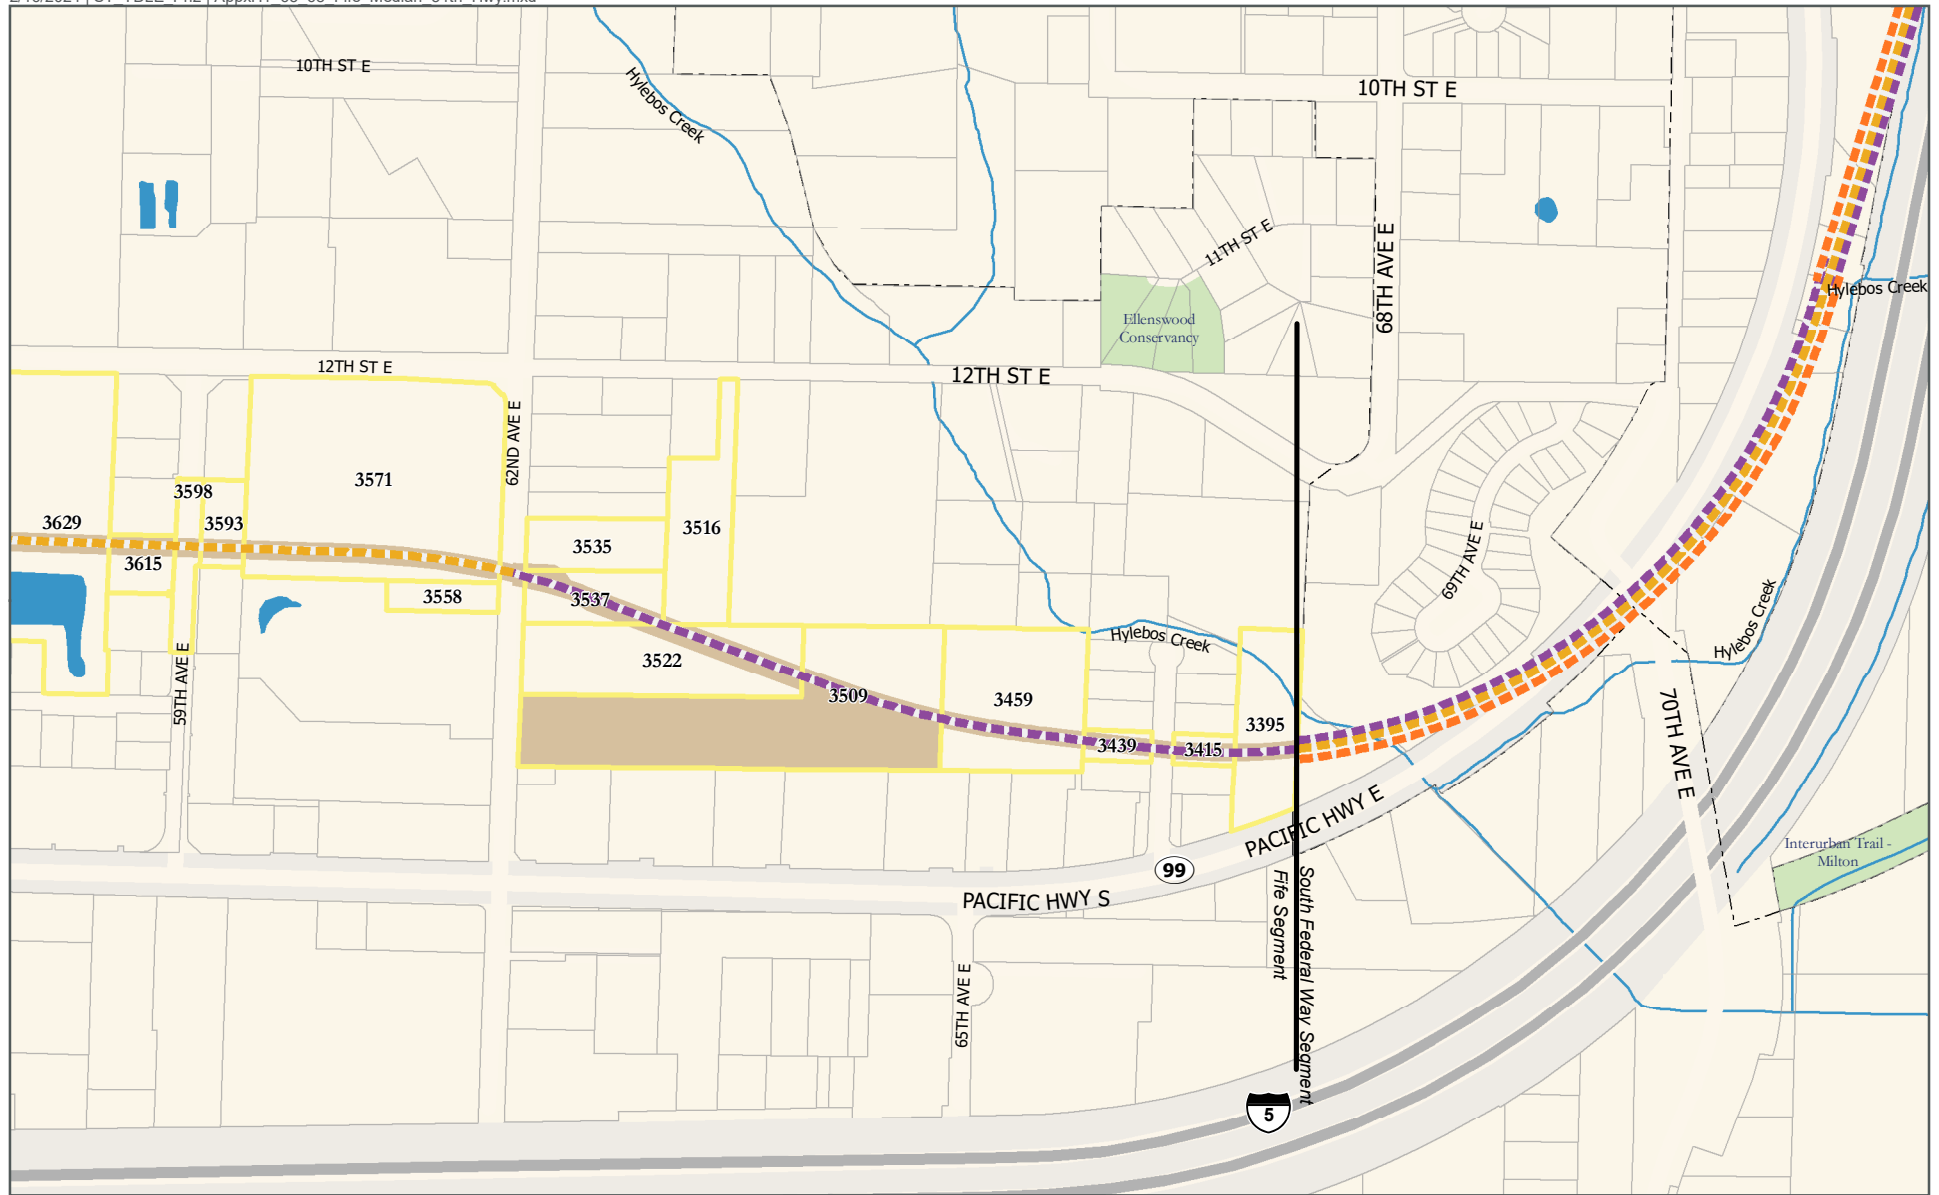 10TH ST E
Hylebos Creek
10TH ST E
11TH ST E
68TH AVE E
Hylebos Creek
Ellenswood
Conservancy
12TH ST E
12TH ST E
62ND AVE E
3571
3598
3593
3629
3516
3535
3615
3558
3537
69TH AVE E
Hylebos Creek
Hylebos Creek
3522
59TH AVE E
3509
3459
3395
3439
3415
70TH AVE E
PACIFIC HWY E
Interurban Trail -
Milton
99
PACIFIC HWY S
Fife Segment
South Federal Way Segment
65TH AVE E
5